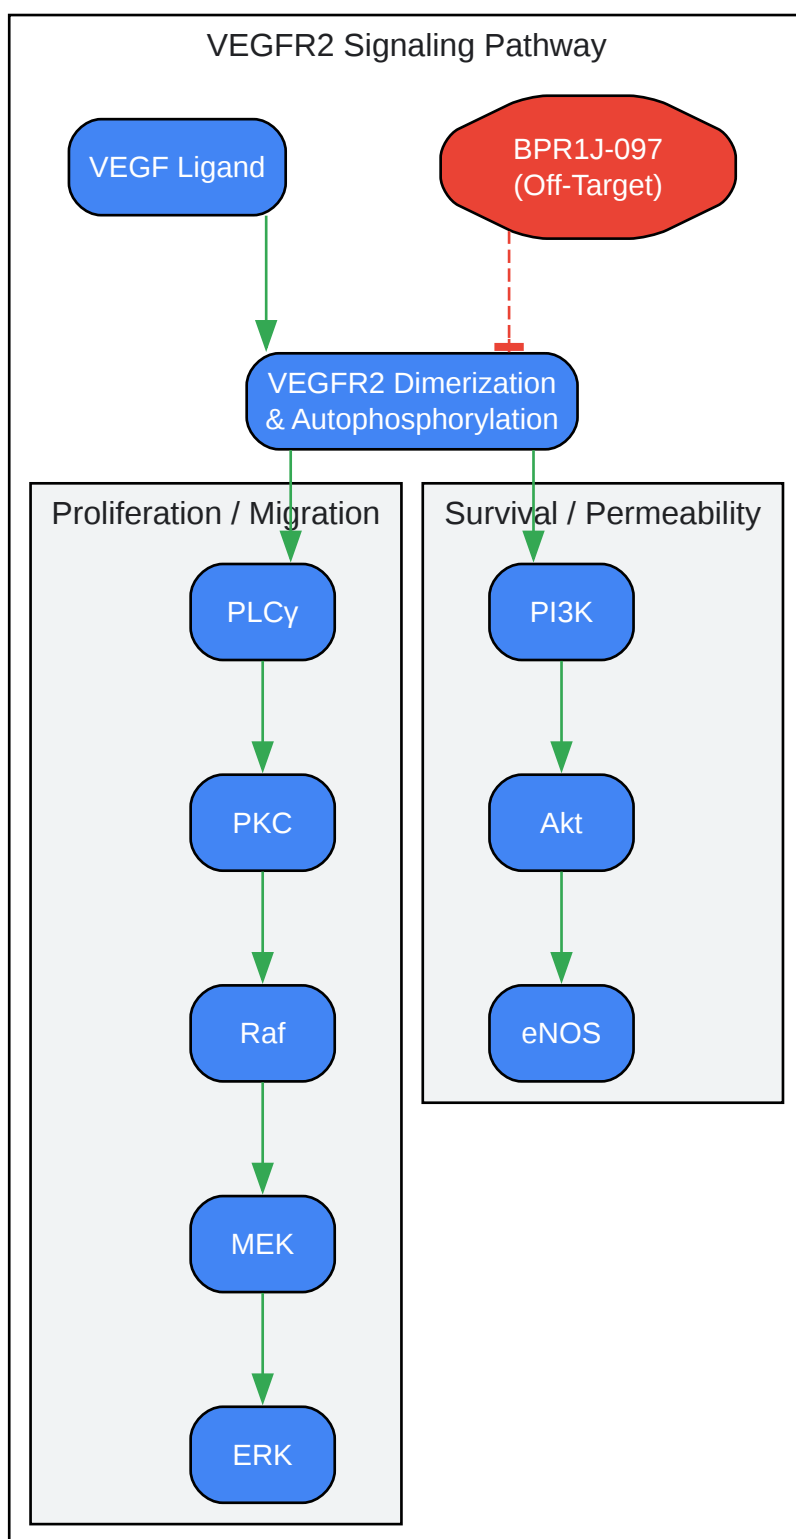 VEGFR2 Signaling Pathway
VEGF Ligand
BPR1J-097
(Off-Target)
VEGFR2 Dimerization
& Autophosphorylation
Proliferation / Migration
PLCγ
PKC
Raf
MEK
ERK
Survival / Permeability
PI3K
Akt
eNOS